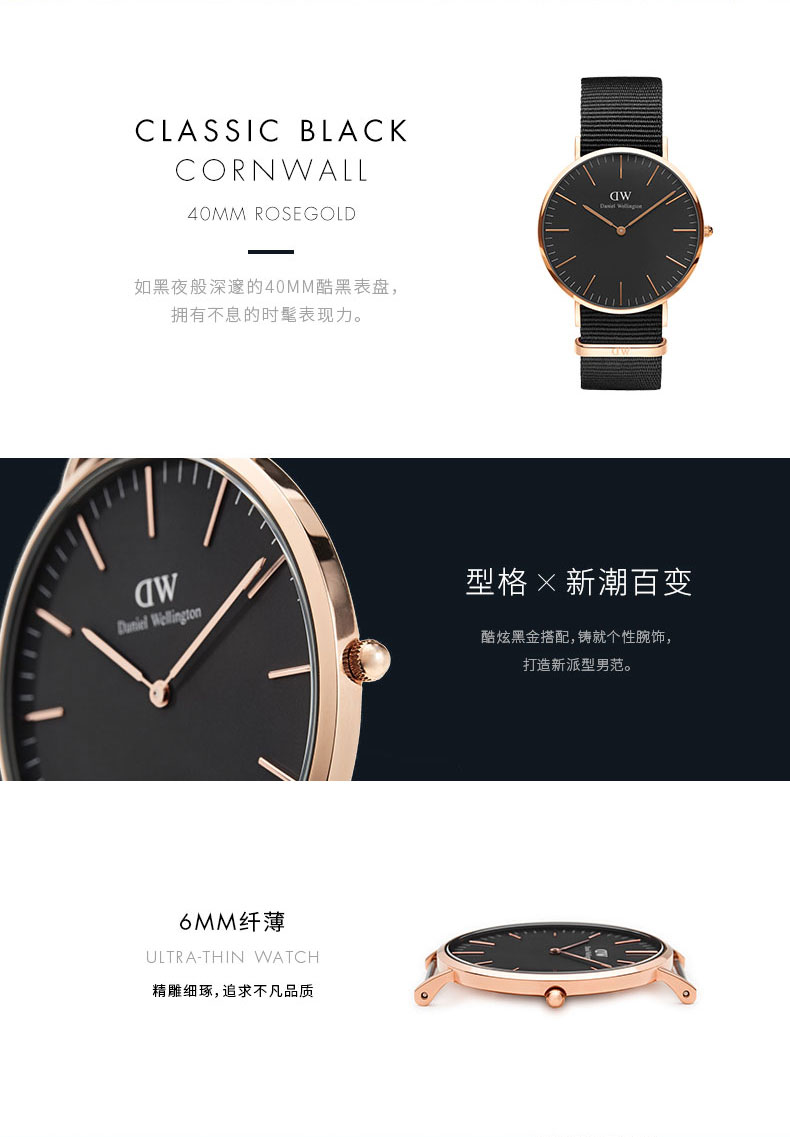 CLASSIC BLACK
CORNWALL
40MM ROSEGOLD
如黑夜般深邃的40MM酷黑表盘，
拥有不息的时髦表现力。
DW
Daniel Wellington
DW
DW
Daniel Wellington
型格×新潮百变
酷炫黑金搭配，铸就个性腕饰，
打造新派型男范。
6MM纤薄
ULTRA-THIN WATCH
精雕细琢，追求不凡品质